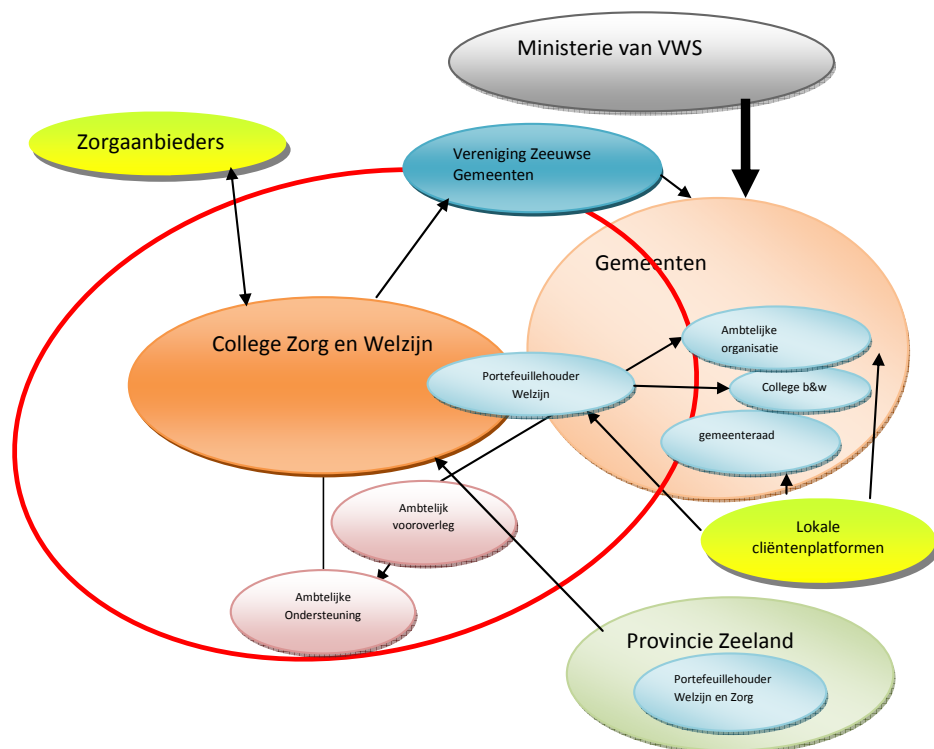 Ministerie van VWS
Zorgaanbieders
Vereniging Zeeuwse
Gemeenten
Gemeenten
College Zorg en Welzijn
Ambtelijke
organisatie
Portefeuillehouder
Welzijn
College b&w
gemeenteraad
Ambtelijk
vooroverleg
Lokale
cliëntenplatformen
Ambtelijke
Ondersteuning
Provincie Zeeland
Portefeuillehouder
Welzijn en Zorg